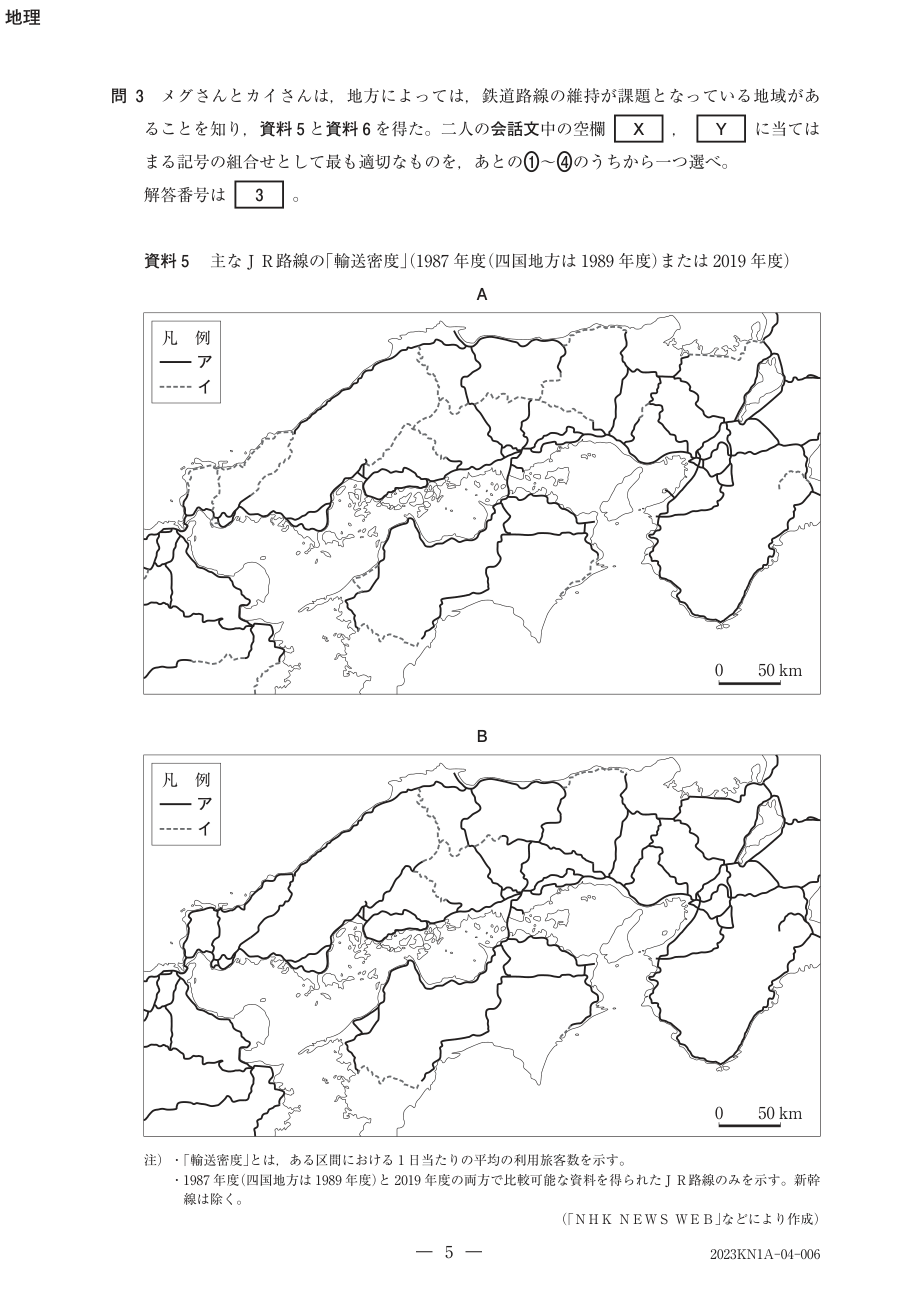 地理
問 3 メグさんとカイさんは，地方によっては，鉄道路線の維持が課題となっている地域があ
ることを知り，資料5と資料6を得た。二人の会話文中の空欄 X ， Y に当ては
まる記号の組合せとして最も適切なものを，あとの①～④のうちから一つ選べ。
解答番号は 3 。
資料5 主なＪＲ路線の「輸送密度」(1987年度(四国地方は1989年度)または2019年度)
A
凡 例
ア
イ
0 50 km
B
凡 例
ア
イ
0 50 km
注）・「輸送密度」とは，ある区間における1日当たりの平均の利用旅客数を示す。
・1987年度(四国地方は1989年度)と2019年度の両方で比較可能な資料を得られたＪＲ路線のみを示す。新幹
線は除く。
(「ＮＨＫ ＮＥＷＳ ＷＥＢ」などにより作成)
― 5 ―
2023KN1A-04-006